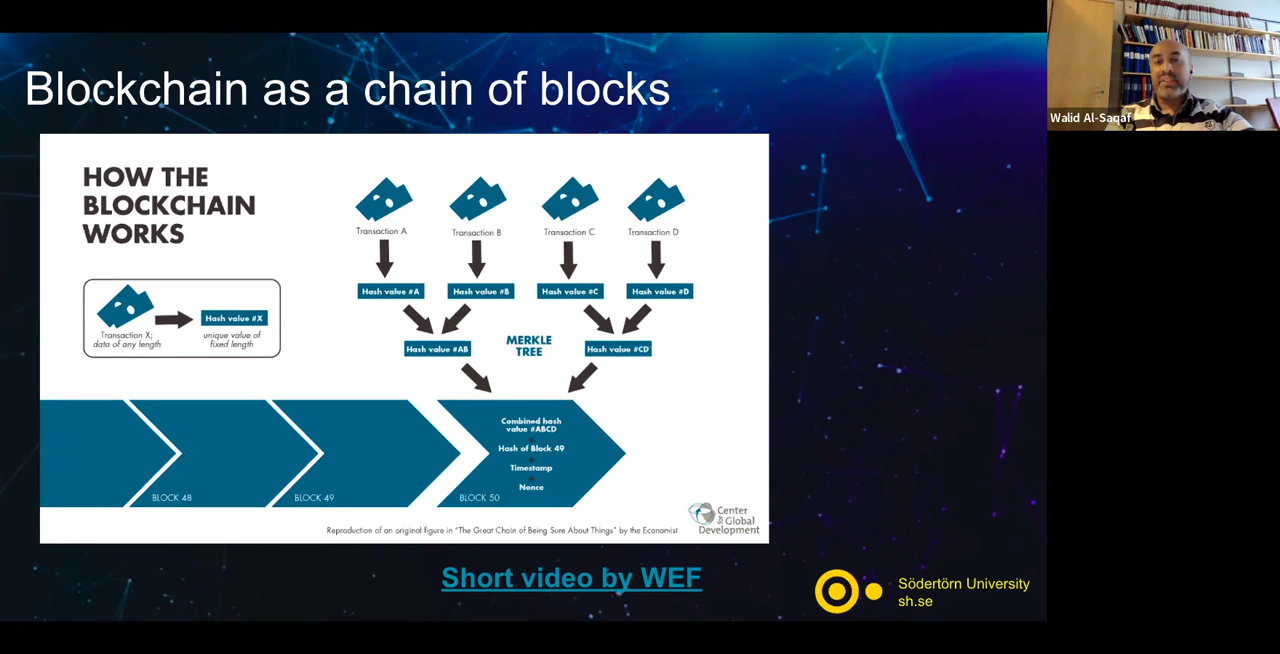 Blockchain as a chain of blocks
Walid Al-Saqaf
HOW THE
BLOCKCHAIN
WORKS
Transaction A
Transaction B
Transaction C
Transaction D
Hash value #A
Hash value #B
Hash value #C
Hash value #D
Transaction X;
data of any length
Hash value #X
unique value of
fixed length
Hash value #AB
MERKLE
TREE
Hash value #CD
Combined hash
value #ABCD
+
Hash of Block 49
+
Timestamp
+
Nonce
BLOCK 48
BLOCK 49
BLOCK 50
Reproduction of an original figure in "The Great Chain of Being Sure About Things" by the Economist
Center
for
Global
Development
Short video by WEF
Södertörn University
sh.se